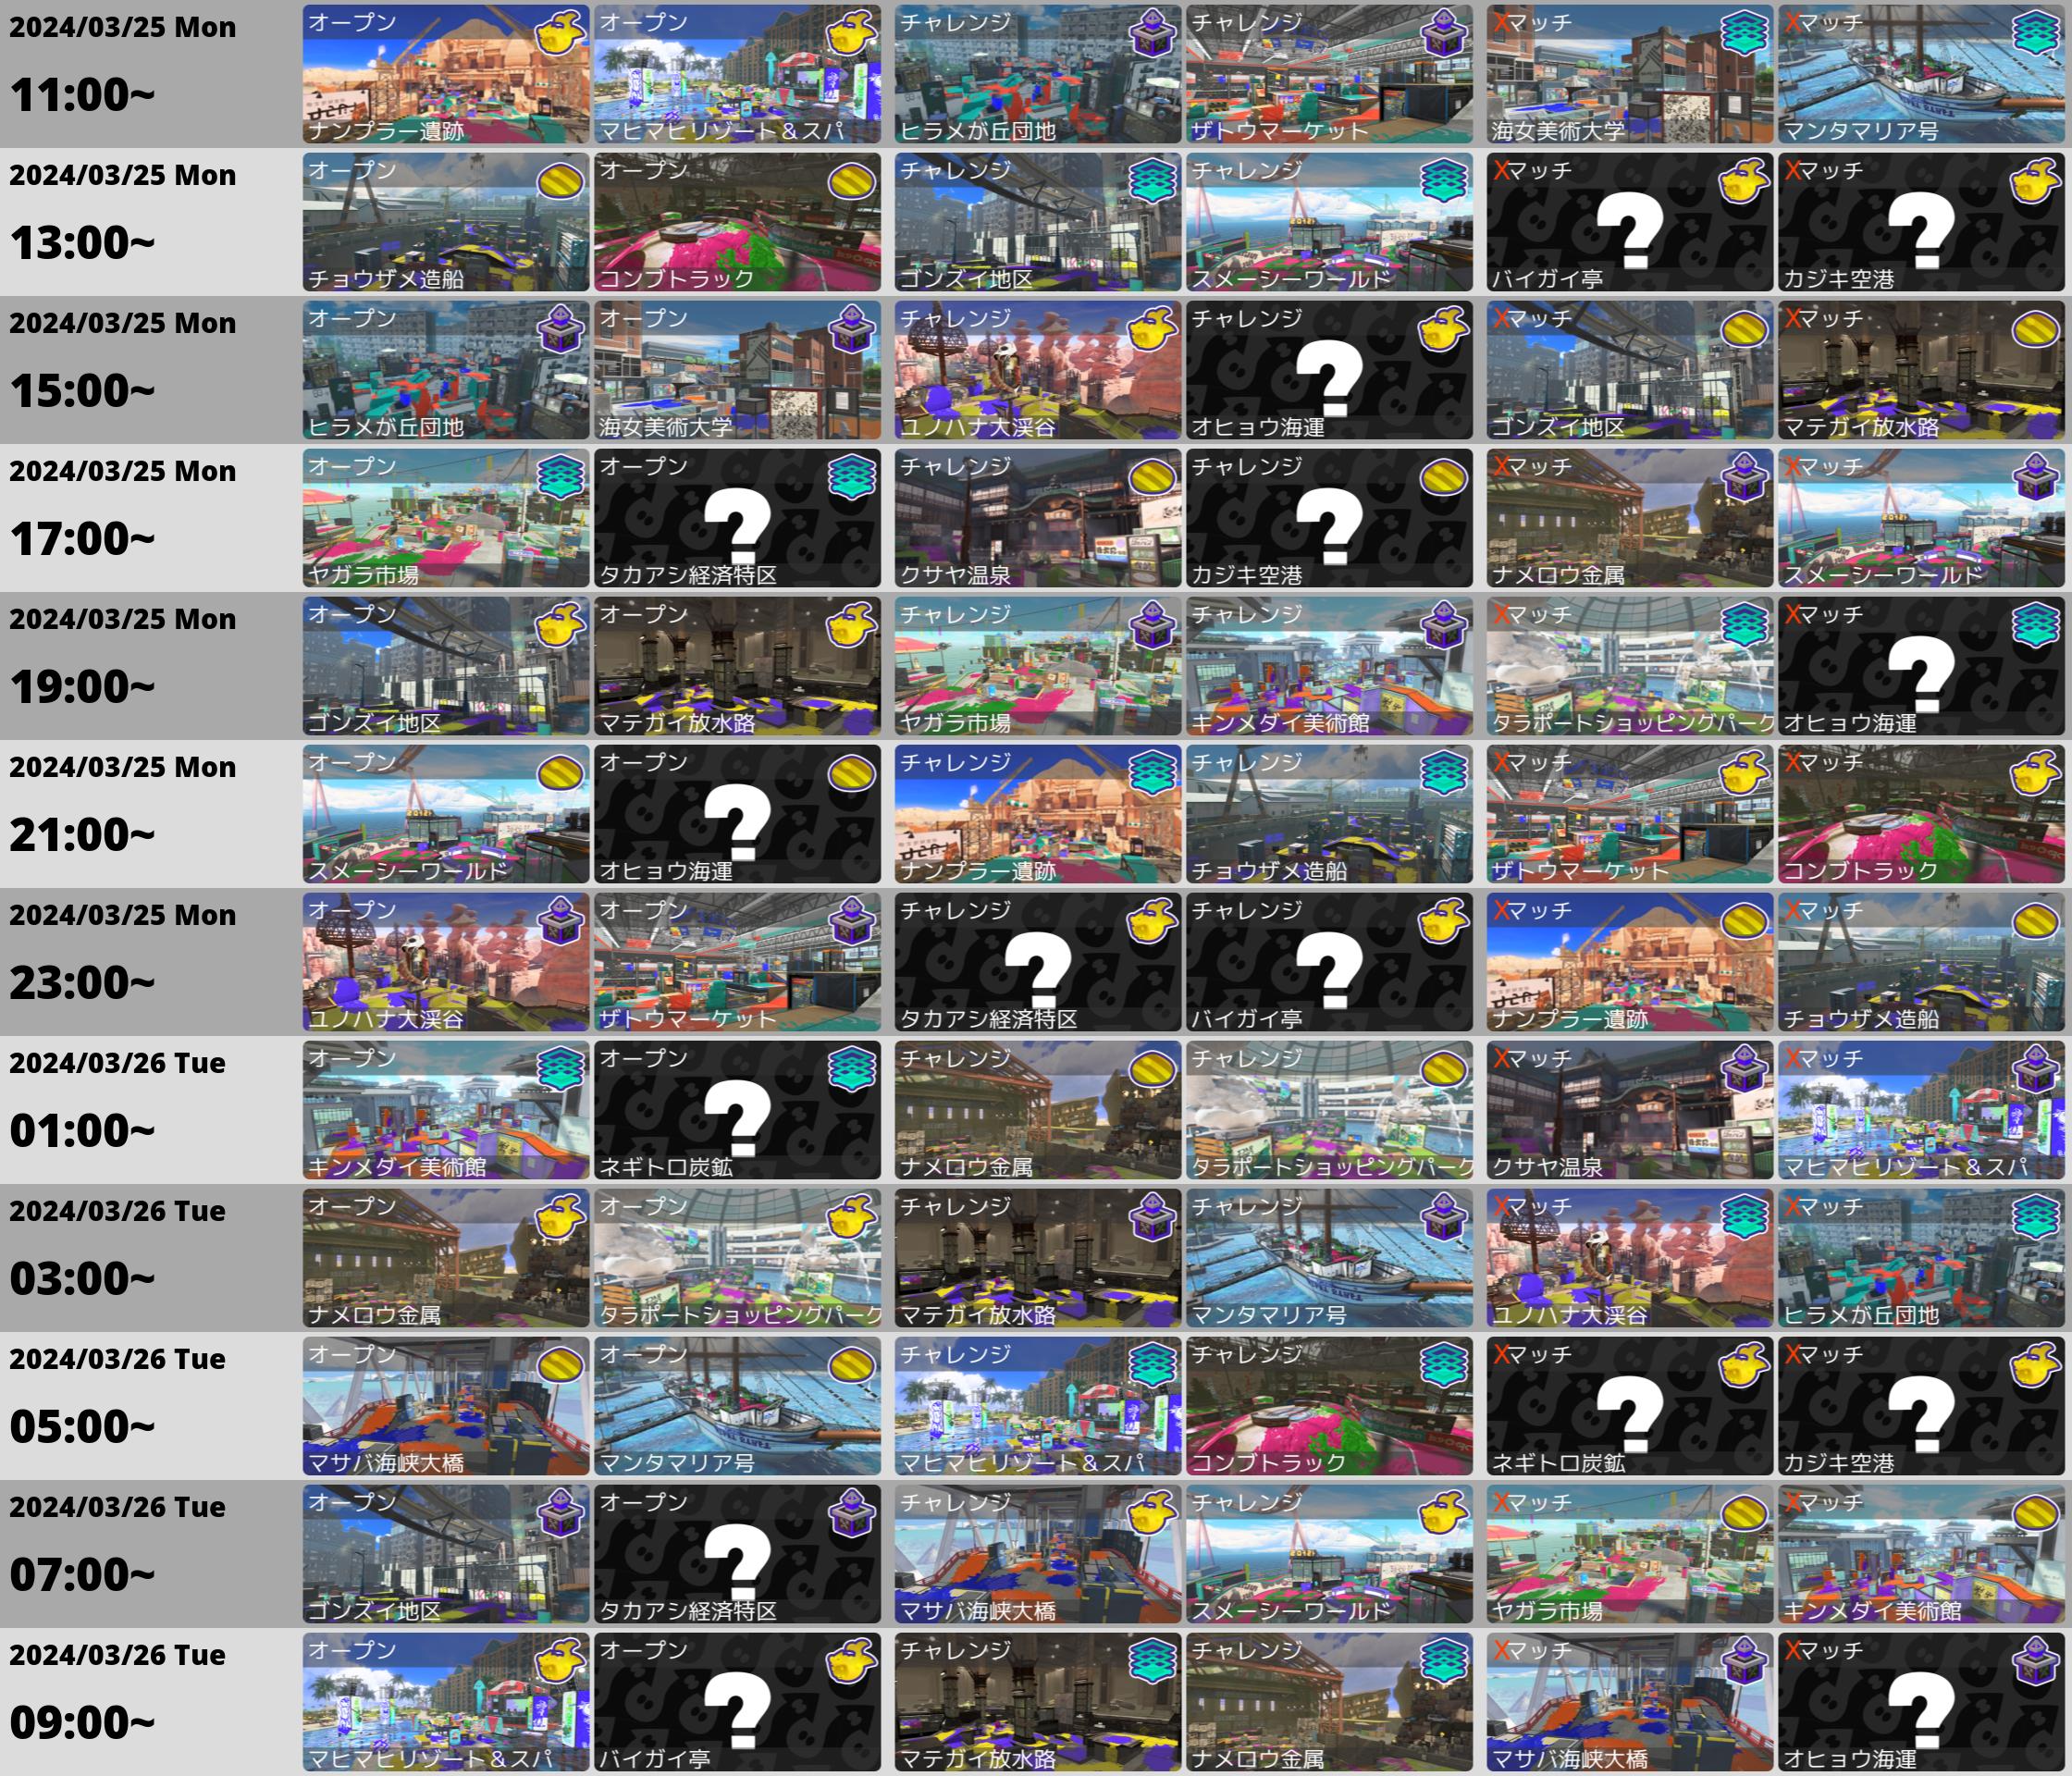 2024/03/25 Mon
11:00~
オープン
ナンプラー遺跡
オープン
マヒマヒリゾート＆スパ
チャレンジ
ヒラメが丘団地
チャレンジ
ザトウマーケット
Xマッチ
海女美術大学
Xマッチ
マンタマリア号
2024/03/25 Mon
13:00~
オープン
チョウザメ造船
オープン
コンブトラック
チャレンジ
ゴンズイ地区
チャレンジ
スメーシーワールド
Xマッチ
?
バイガイ亭
Xマッチ
?
カジキ空港
2024/03/25 Mon
15:00~
オープン
ヒラメが丘団地
オープン
海女美術大学
チャレンジ
ユノハナ大渓谷
チャレンジ
?
オヒョウ海運
Xマッチ
ゴンズイ地区
Xマッチ
マテガイ放水路
2024/03/25 Mon
17:00~
オープン
ヤガラ市場
オープン
?
タカアシ経済特区
チャレンジ
クサヤ温泉
チャレンジ
?
カジキ空港
Xマッチ
ナメロウ金属
Xマッチ
スメーシーワールド
2024/03/25 Mon
19:00~
オープン
ゴンズイ地区
オープン
マテガイ放水路
チャレンジ
ヤガラ市場
チャレンジ
キンメダイ美術館
Xマッチ
タラポートショッピングパーク
Xマッチ
?
オヒョウ海運
2024/03/25 Mon
21:00~
オープン
スメーシーワールド
オープン
?
オヒョウ海運
チャレンジ
ナンプラー遺跡
チャレンジ
チョウザメ造船
Xマッチ
ザトウマーケット
Xマッチ
コンブトラック
2024/03/25 Mon
23:00~
オープン
ユノハナ大渓谷
オープン
ザトウマーケット
チャレンジ
?
タカアシ経済特区
チャレンジ
?
バイガイ亭
Xマッチ
ナンプラー遺跡
Xマッチ
チョウザメ造船
2024/03/26 Tue
01:00~
オープン
キンメダイ美術館
オープン
?
ネギトロ炭鉱
チャレンジ
ナメロウ金属
チャレンジ
タラポートショッピングパーク
Xマッチ
クサヤ温泉
Xマッチ
マヒマヒリゾート＆スパ
2024/03/26 Tue
03:00~
オープン
ナメロウ金属
オープン
タラポートショッピングパーク
チャレンジ
マテガイ放水路
チャレンジ
マンタマリア号
Xマッチ
ユノハナ大渓谷
Xマッチ
ヒラメが丘団地
2024/03/26 Tue
05:00~
オープン
マサバ海峡大橋
オープン
マンタマリア号
チャレンジ
マヒマヒリゾート＆スパ
チャレンジ
コンブトラック
Xマッチ
?
ネギトロ炭鉱
Xマッチ
?
カジキ空港
2024/03/26 Tue
07:00~
オープン
ゴンズイ地区
オープン
?
タカアシ経済特区
チャレンジ
マサバ海峡大橋
チャレンジ
スメーシーワールド
Xマッチ
ヤガラ市場
Xマッチ
キンメダイ美術館
2024/03/26 Tue
09:00~
オープン
マヒマヒリゾート＆スパ
オープン
?
バイガイ亭
チャレンジ
マテガイ放水路
チャレンジ
ナメロウ金属
Xマッチ
マサバ海峡大橋
Xマッチ
?
オヒョウ海運